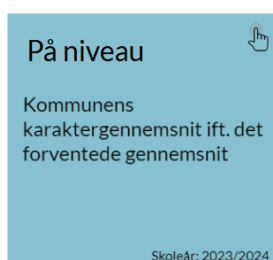 På niveau
Kommunens
karaktergennemsnit ift. det
forventede gennemsnit
Skoleår: 2023/2024